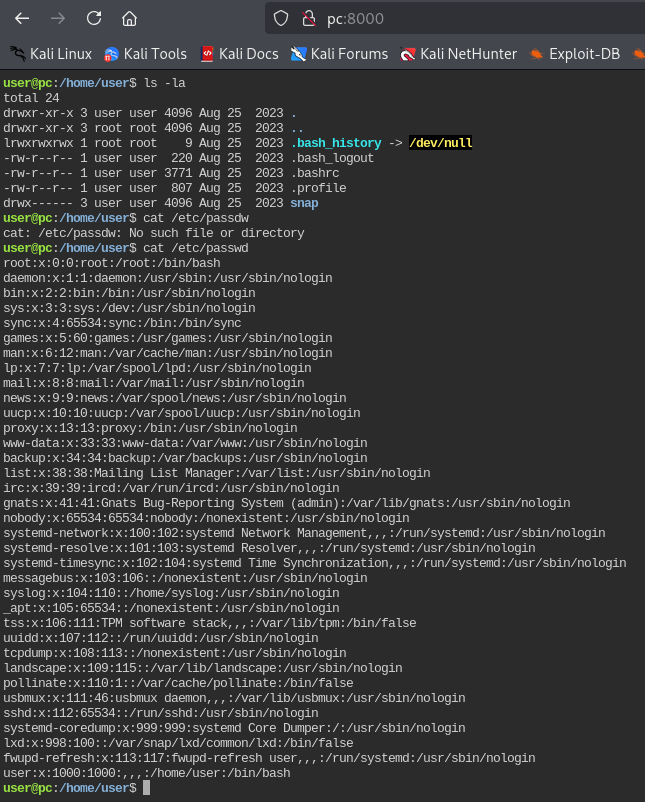 pc:8000
Kali Linux Kali Tools Kali Docs Kali Forums Kali NetHunter Exploit-DB
user@pc:/home/user$ ls -la
total 24
drwxr-xr-x 3 user user 4096 Aug 25  2023 .
drwxr-xr-x 3 root root 4096 Aug 25  2023 ..
lrwxrwxrwx 1 root root    9 Aug 25  2023 .bash_history -> /dev/null
-rw-r--r-- 1 user user  220 Aug 25  2023 .bash_logout
-rw-r--r-- 1 user user 3771 Aug 25  2023 .bashrc
-rw-r--r-- 1 user user  807 Aug 25  2023 .profile
drwx------ 3 user user 4096 Aug 25  2023 snap
user@pc:/home/user$ cat /etc/passdw
cat: /etc/passdw: No such file or directory
user@pc:/home/user$ cat /etc/passwd
root:x:0:0:root:/root:/bin/bash
daemon:x:1:1:daemon:/usr/sbin:/usr/sbin/nologin
bin:x:2:2:bin:/bin:/usr/sbin/nologin
sys:x:3:3:sys:/dev:/usr/sbin/nologin
sync:x:4:65534:sync:/bin:/bin/sync
games:x:5:60:games:/usr/games:/usr/sbin/nologin
man:x:6:12:man:/var/cache/man:/usr/sbin/nologin
lp:x:7:7:lp:/var/spool/lpd:/usr/sbin/nologin
mail:x:8:8:mail:/var/mail:/usr/sbin/nologin
news:x:9:9:news:/var/spool/news:/usr/sbin/nologin
uucp:x:10:10:uucp:/var/spool/uucp:/usr/sbin/nologin
proxy:x:13:13:proxy:/bin:/usr/sbin/nologin
www-data:x:33:33:www-data:/var/www:/usr/sbin/nologin
backup:x:34:34:backup:/var/backups:/usr/sbin/nologin
list:x:38:38:Mailing List Manager:/var/list:/usr/sbin/nologin
irc:x:39:39:ircd:/var/run/ircd:/usr/sbin/nologin
gnats:x:41:41:Gnats Bug-Reporting System (admin):/var/lib/gnats:/usr/sbin/nologin
nobody:x:65534:65534:nobody:/nonexistent:/usr/sbin/nologin
systemd-network:x:100:102:systemd Network Management,,,:/run/systemd:/usr/sbin/nologin
systemd-resolve:x:101:103:systemd Resolver,,,:/run/systemd:/usr/sbin/nologin
systemd-timesync:x:102:104:systemd Time Synchronization,,,:/run/systemd:/usr/sbin/nologin
messagebus:x:103:106::/nonexistent:/usr/sbin/nologin
syslog:x:104:110::/home/syslog:/usr/sbin/nologin
_apt:x:105:65534::/nonexistent:/usr/sbin/nologin
tss:x:106:111:TPM software stack,,,:/var/lib/tpm:/bin/false
uuidd:x:107:112::/run/uuidd:/usr/sbin/nologin
tcpdump:x:108:113::/nonexistent:/usr/sbin/nologin
landscape:x:109:115::/var/lib/landscape:/usr/sbin/nologin
pollinate:x:110:1::/var/cache/pollinate:/bin/false
usbmux:x:111:46:usbmux daemon,,,:/var/lib/usbmux:/usr/sbin/nologin
sshd:x:112:65534::/run/sshd:/usr/sbin/nologin
systemd-coredump:x:999:999:systemd Core Dumper:/:/usr/sbin/nologin
lxd:x:998:100::/var/snap/lxd/common/lxd:/bin/false
fwupd-refresh:x:113:117:fwupd-refresh user,,,:/run/systemd:/usr/sbin/nologin
user:x:1000:1000:,,,:/home/user:/bin/bash
user@pc:/home/user$